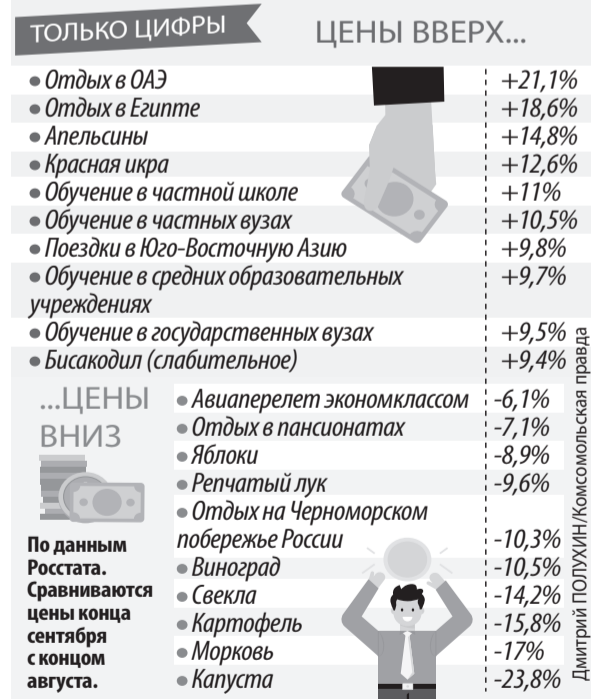 ТОЛЬКО ЦИФРЫ
ЦЕНЫ ВВЕРХ...
• Отдых в ОАЭ +21,1%
• Отдых в Египте +18,6%
• Апельсины +14,8%
• Красная икра +12,6%
• Обучение в частной школе +11%
• Обучение в частных вузах +10,5%
• Поездки в Юго-Восточную Азию +9,8%
• Обучение в средних образовательных +9,7%
учреждениях
• Обучение в государственных вузах +9,5%
• Бисакодил (слабительное) +9,4%
...ЦЕНЫ
ВНИЗ
• Авиаперелет экономклассом -6,1%
• Отдых в пансионатах -7,1%
• Яблоки -8,9%
• Репчатый лук -9,6%
• Отдых на Черноморском
побережье России -10,3%
• Виноград -10,5%
• Свекла -14,2%
• Картофель -15,8%
• Морковь -17%
• Капуста -23,8%
По данным
Росстата.
Сравниваются
цены конца
сентября
с концом
августа.
Дмитрий ПОЛУХИН/Комсомольская правда